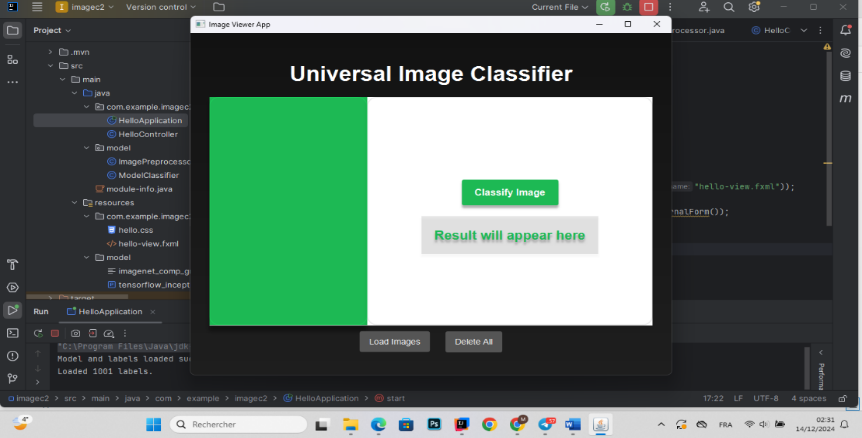 imagec2
Version control
Current File
Image Viewer App
Project
rocessor.java
HelloC
.mvn
src
main
java
com.example.imagec
HelloApplication
HelloController
model
ImagePreprocess
ModelClassifier
module-info.java
resources
com.example.imagec
hello.css
hello-view.fxml
model
imagenet_comp_g
tensorflow_incept
target
Universal Image Classifier
Classify Image
Result will appear here
Load Images
Delete All
name: "hello-view.fxml"));
rnalForm());
m
Run
HelloApplication
"C:\Program Files\Java\jdk
Model and labels loaded su
Loaded 1001 labels.
Performa
imagec2 > src > main > java > com > example > imagec2 > HelloApplication > start
17:22 LF UTF-8 4 spaces
4°
Rechercher
FRA
02:31
14/12/2024